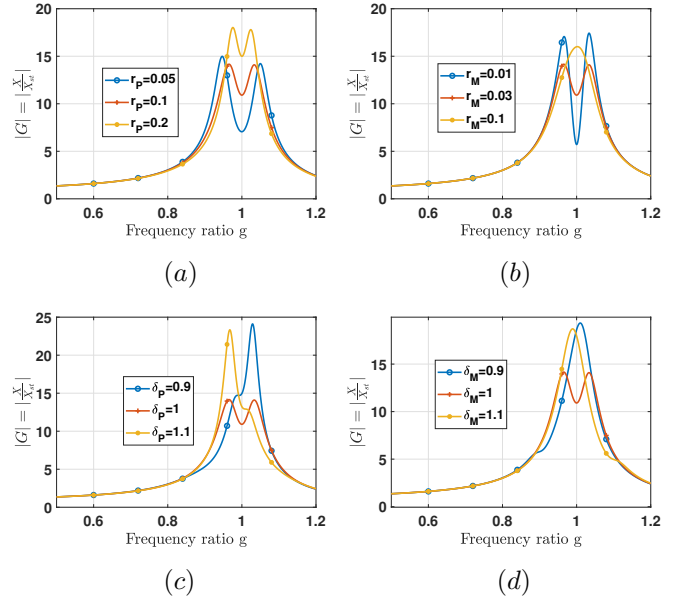 20
15
10
5
0
0.6 0.8 1 1.2
|G| = |X/X_st|
Frequency ratio g
r_P=0.05
r_P=0.1
r_P=0.2
(a)
20
15
10
5
0
0.6 0.8 1 1.2
|G| = |X/X_st|
Frequency ratio g
r_M=0.01
r_M=0.03
r_M=0.1
(b)
25
20
15
10
5
0
0.6 0.8 1 1.2
|G| = |X/X_st|
Frequency ratio g
δ_P=0.9
δ_P=1
δ_P=1.1
(c)
15
10
5
0
0.6 0.8 1 1.2
|G| = |X/X_st|
Frequency ratio g
δ_M=0.9
δ_M=1
δ_M=1.1
(d)